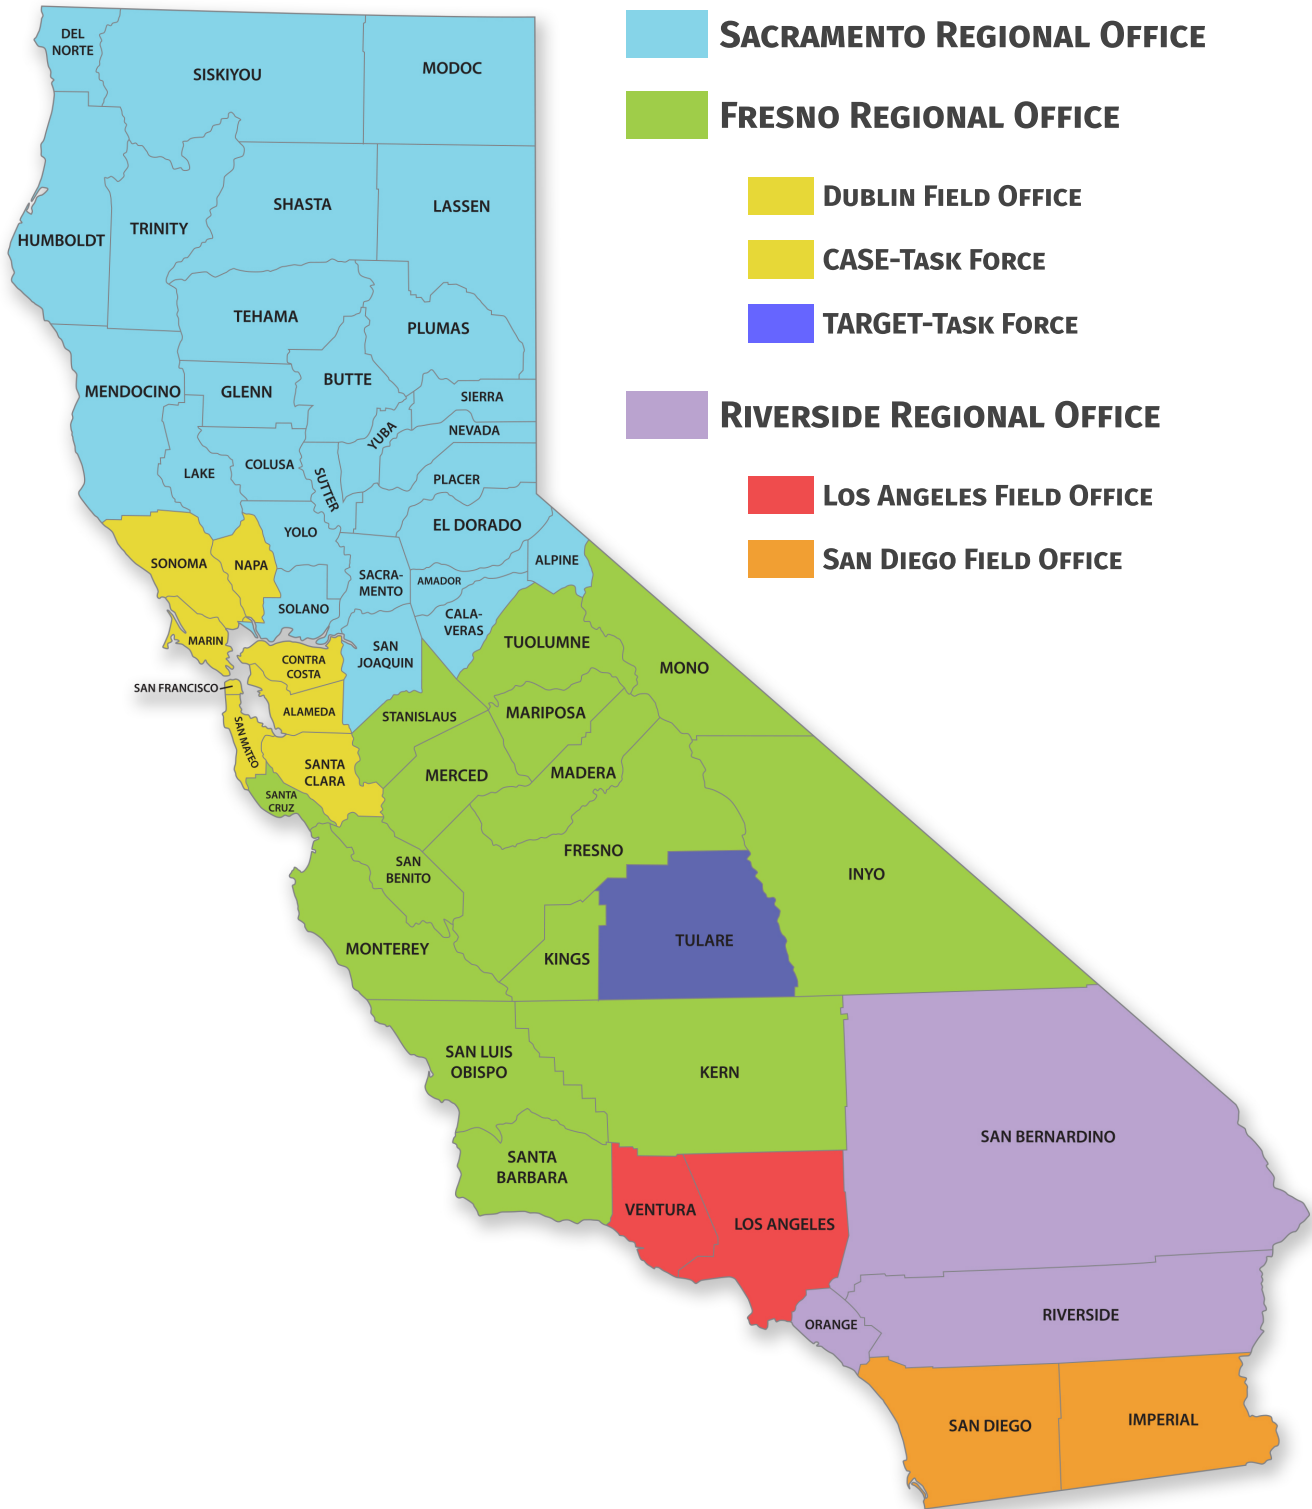 SACRAMENTO REGIONAL OFFICE
FRESNO REGIONAL OFFICE
DUBLIN FIELD OFFICE
CASE-TASK FORCE
TARGET-TASK FORCE
RIVERSIDE REGIONAL OFFICE
LOS ANGELES FIELD OFFICE
SAN DIEGO FIELD OFFICE
DEL
NORTE
SISKIYOU
MODOC
HUMBOLDT
TRINITY
SHASTA
LASSEN
TEHAMA
PLUMAS
MENDOCINO
GLENN
BUTTE
SIERRA
NEVADA
YUBA
PLACER
LAKE
COLUSA
SUTTER
EL DORADO
YOLO
SONOMA
NAPA
ALPINE
SACRA-
MENTO
AMADOR
SOLANO
CALA-
VERAS
MARIN
SAN
JOAQUIN
TUOLUMNE
MONO
CONTRA
COSTA
SAN FRANCISCO
ALAMEDA
STANISLAUS
MARIPOSA
SAN MATEO
SANTA
CLARA
MERCED
MADERA
SANTA
CRUZ
FRESNO
SAN
BENITO
INYO
MONTEREY
KINGS
TULARE
SAN LUIS
OBISPO
KERN
SAN BERNARDINO
SANTA
BARBARA
VENTURA
LOS ANGELES
ORANGE
RIVERSIDE
SAN DIEGO
IMPERIAL